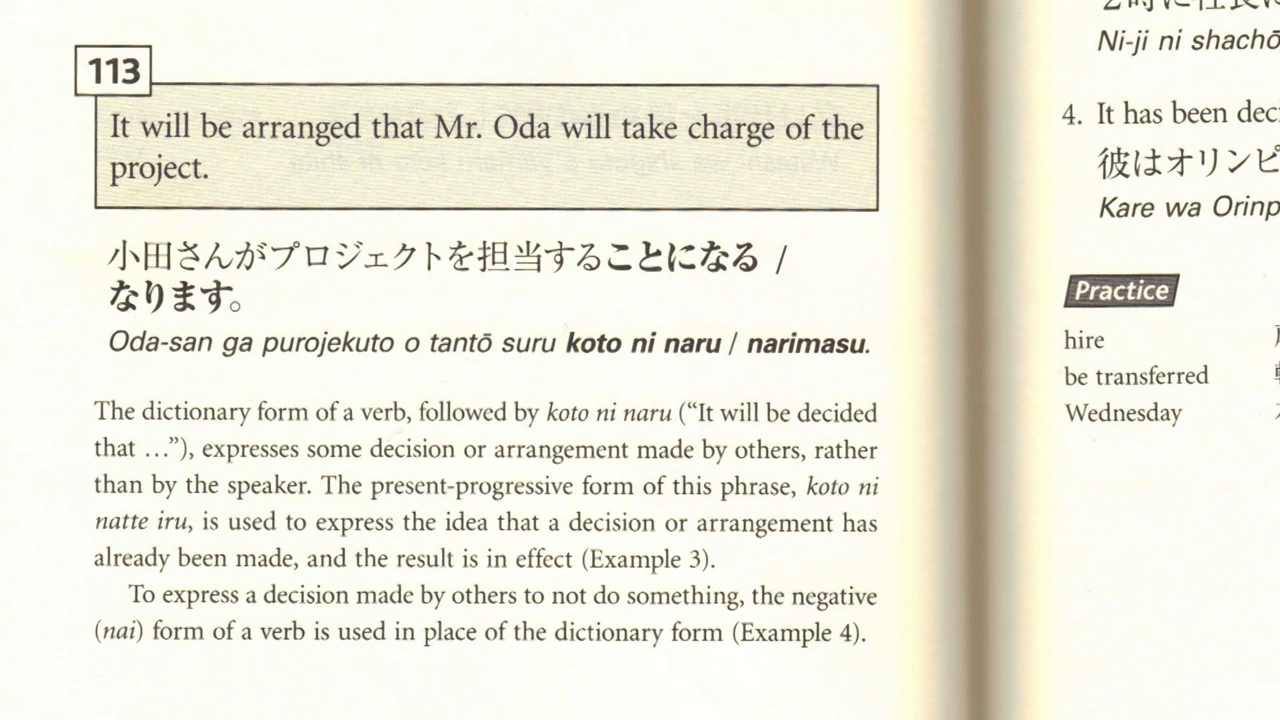 113
It will be arranged that Mr. Oda will take charge of the
project.
小田さんがプロジェクトを担当することになる /
なります。
Oda-san ga purojekuto o tantō suru koto ni naru / narimasu.
The dictionary form of a verb, followed by koto ni naru (“It will be decided
that …”), expresses some decision or arrangement made by others, rather
than by the speaker. The present-progressive form of this phrase, koto ni
natte iru, is used to express the idea that a decision or arrangement has
already been made, and the result is in effect (Example 3).
To express a decision made by others to not do something, the negative
(nai) form of a verb is used in place of the dictionary form (Example 4).
Ni-ji ni shachō
4. It has been
彼はオリンピ
Kare wa Orinp
Practice
hire
be transferred
Wednesday